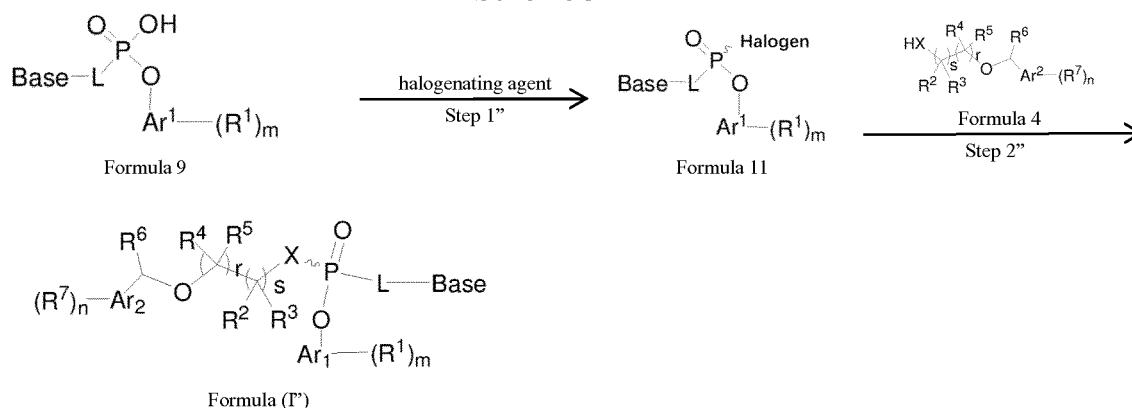 O OH
P
Base L O
Ar¹ (R¹)m
Formula 9
halogenating agent
Step 1”
O Halogen
P
Base L O
Ar¹ (R¹)m
Formula 11
R⁴ R⁵ R⁶
HX ( )s ( )r
R² R³ O Ar² (R⁷)n
Formula 4
Step 2”
R⁶ R⁴ R⁵ X O
P
(R⁷)n Ar₂ O ( )r ( )s L Base
R² R³ O
Ar₁ (R¹)m
Formula (I”)